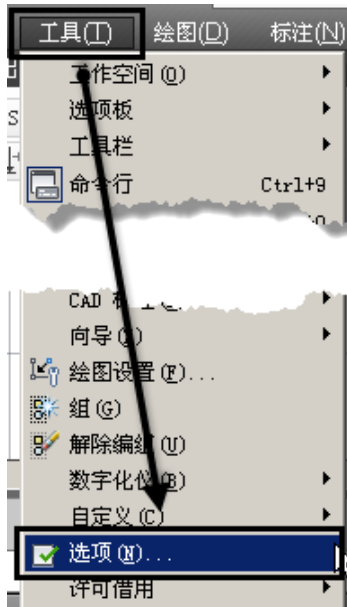 工具(T) 绘图(D) 标注(N)
工作空间(O)
选项板
工具栏
命令行 Ctrl+9
CAD
向导
绘图设置(F)...
组(G)
解除编组(U)
数字化仪(B)
自定义(C)
选项(N)...
许可借用